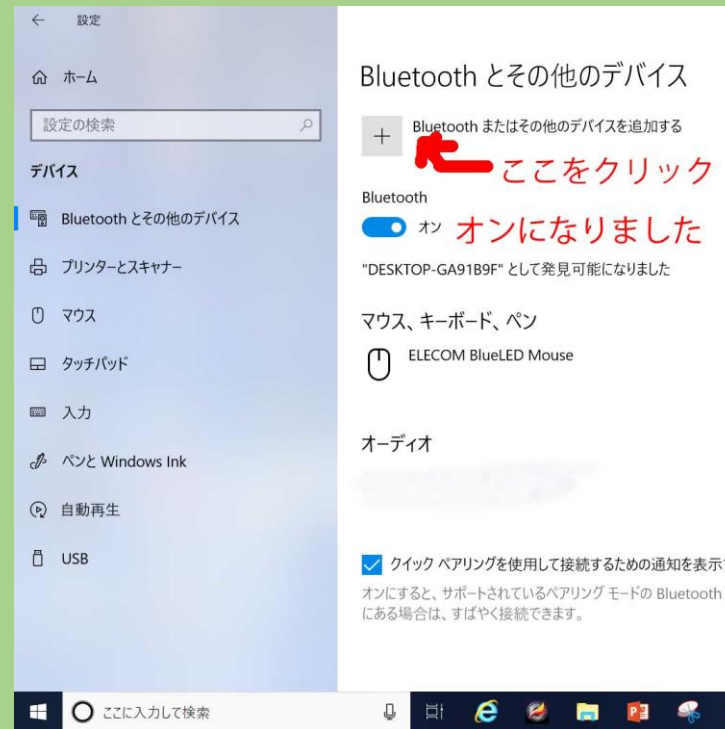 設定
ホーム
設定の検索
デバイス
Bluetooth とその他のデバイス
プリンターとスキャナー
マウス
タッチパッド
入力
ペンと Windows Ink
自動再生
USB
Bluetooth とその他のデバイス
Bluetooth またはその他のデバイスを追加する
ここをクリック
Bluetooth
オン
オンになりました
"DESKTOP-GA91B9F" として発見可能になりました
マウス、キーボード、ペン
ELECOM BlueLED Mouse
オーディオ
クイック ペアリングを使用して接続するための通知を表示
オンにすると、サポートされているペアリング モードの Bluetooth
にある場合は、すばやく接続できます。
ここに入力して検索